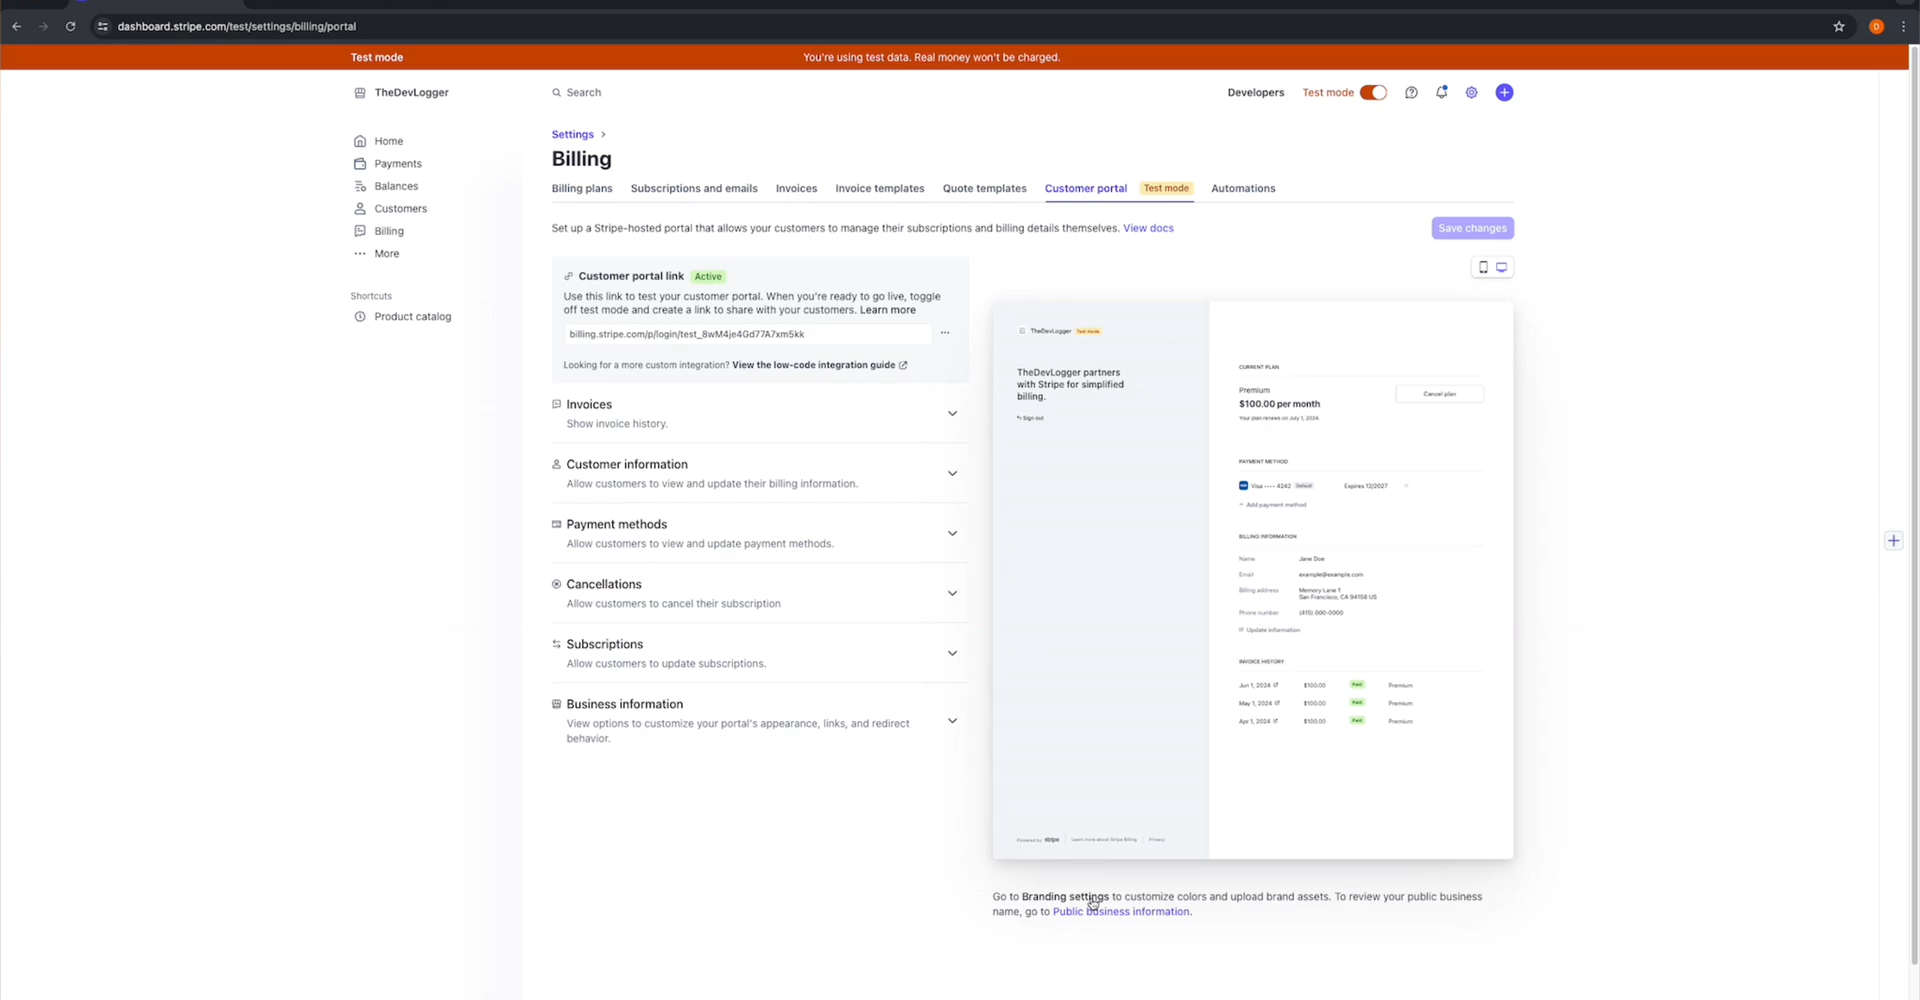 dashboard.stripe.com/test/settings/billing/portal
D
Test mode
You're using test data. Real money won't be charged.
TheDevLogger
Search
Developers
Test mode
Home
Payments
Balances
Customers
Billing
More
Shortcuts
Product catalog
Settings
Billing
Billing plans
Subscriptions and emails
Invoices
Invoice templates
Quote templates
Customer portal
Test mode
Automations
Set up a Stripe-hosted portal that allows your customers to manage their subscriptions and billing details themselves. View docs
Save changes
Customer portal link Active
Use this link to test your customer portal. When you're ready to go live, toggle
off test mode and create a link to share with your customers. Learn more
billing.stripe.com/p/login/test_8wM4je4Gd77A7xm5kk
Looking for a more custom integration? View the low-code integration guide
Invoices
Show invoice history.
Customer information
Allow customers to view and update their billing information.
Payment methods
Allow customers to view and update payment methods.
Cancellations
Allow customers to cancel their subscription
Subscriptions
Allow customers to update subscriptions.
Business information
View options to customize your portal's appearance, links, and redirect
behavior.
TheDevLogger Test mode
TheDevLogger partners
with Stripe for simplified
billing.
Sign out
Powered by stripe
Learn more about Stripe Billing
Privacy
CURRENT PLAN
Premium
$100.00 per month
Your plan renews on July 1, 2024.
Cancel plan
PAYMENT METHOD
Visa •••• 4242 Default Expires 12/2027
Add payment method
BILLING INFORMATION
Name Jane Doe
Email example@example.com
Billing address Memory Lane 1
San Francisco, CA 94158 US
Phone number (415) 000-0000
Update information
INVOICE HISTORY
Jun 1, 2024 $100.00 Paid Premium
May 1, 2024 $100.00 Paid Premium
Apr 1, 2024 $100.00 Paid Premium
Go to Branding settings to customize colors and upload brand assets. To review your public business
name, go to Public business information.